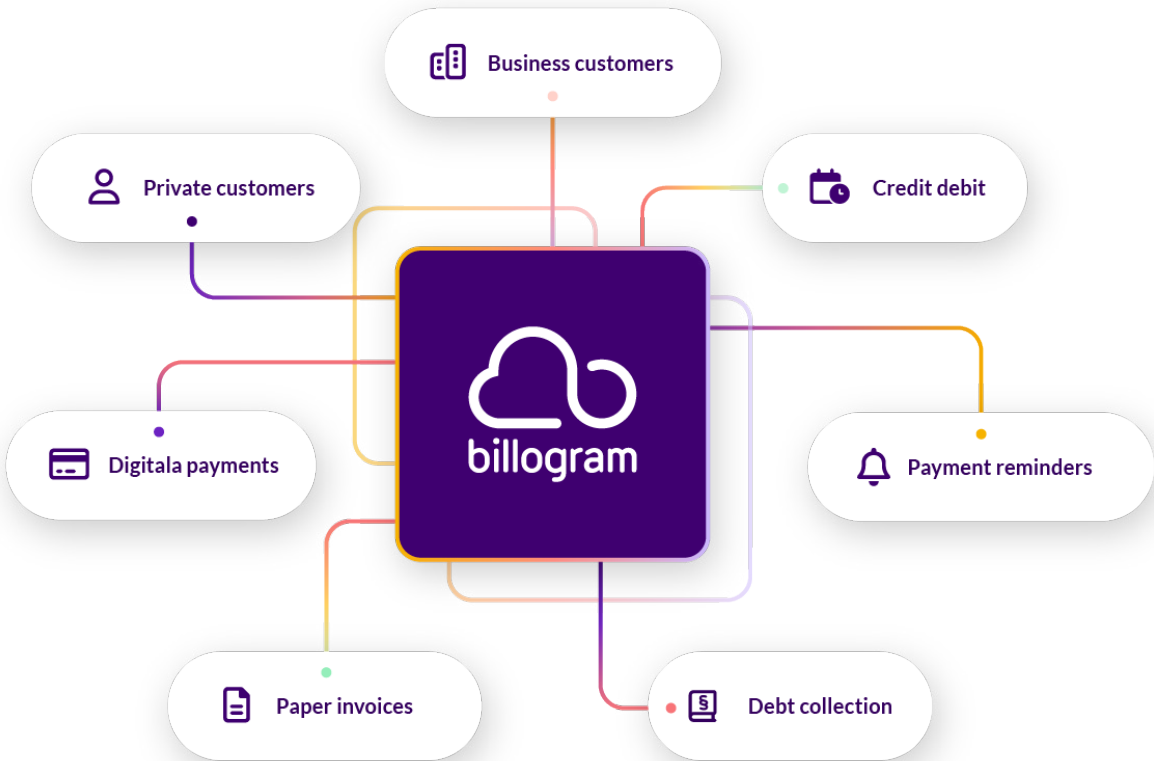 Business customers
Private customers
Credit debit
billogram
Digitala payments
Payment reminders
§
Paper invoices
Debt collection